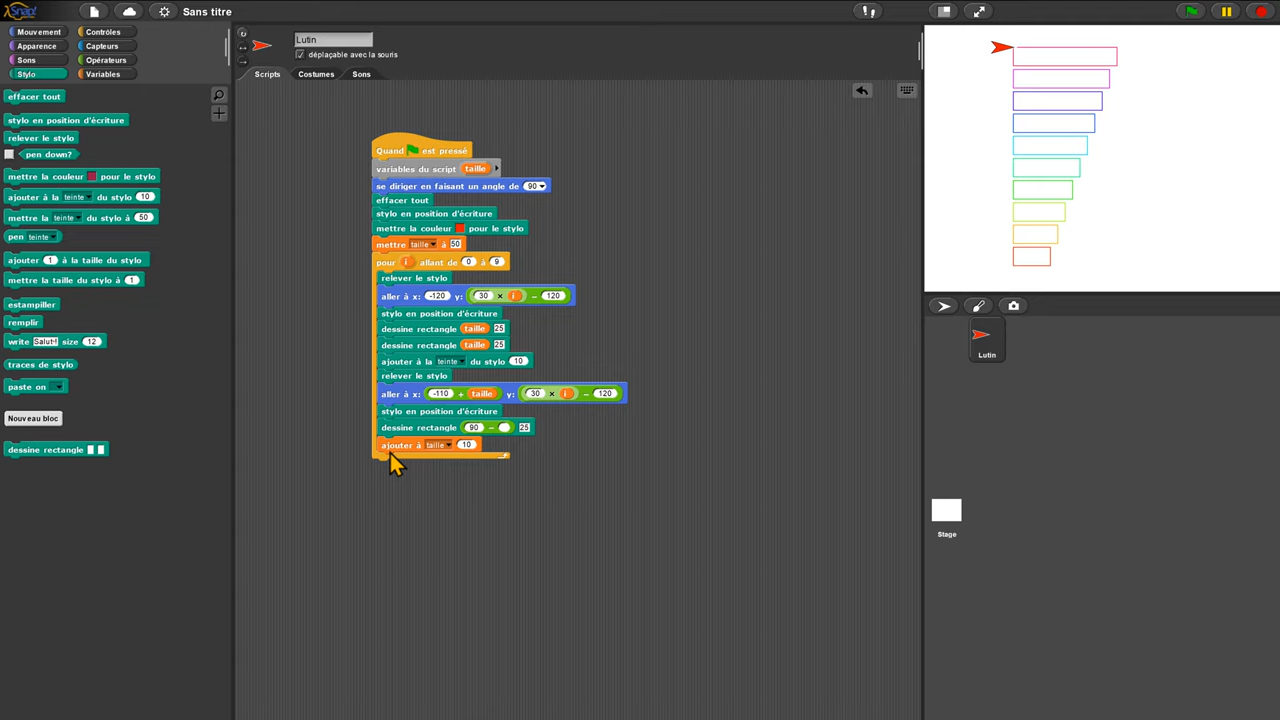 Snap!
Sans titre
Mouvement
Contrôles
Apparence
Capteurs
Sons
Opérateurs
Stylo
Variables
effacer tout
stylo en position d'écriture
relever le stylo
pen down?
mettre la couleur pour le stylo
ajouter à la teinte du stylo 10
mettre la teinte du stylo à 50
pen teinte
ajouter 1 à la taille du stylo
mettre la taille du stylo à 1
estampiller
remplir
write Salut! size 12
traces de stylo
paste on
Nouveau bloc
dessine rectangle
Lutin
déplaçable avec la souris
Scripts
Costumes
Sons
Quand est pressé
variables du script taille
se diriger en faisant un angle de 90
effacer tout
stylo en position d'écriture
mettre la couleur pour le stylo
mettre taille à 50
pour i allant de 0 à 9
relever le stylo
aller à x: -120 y: 30 × i - 120
stylo en position d'écriture
dessine rectangle taille 25
dessine rectangle taille 25
ajouter à la teinte du stylo 10
relever le stylo
aller à x: -110 + taille y: 30 × i - 120
stylo en position d'écriture
dessine rectangle 90 - 25
ajouter à taille 10
Lutin
Stage